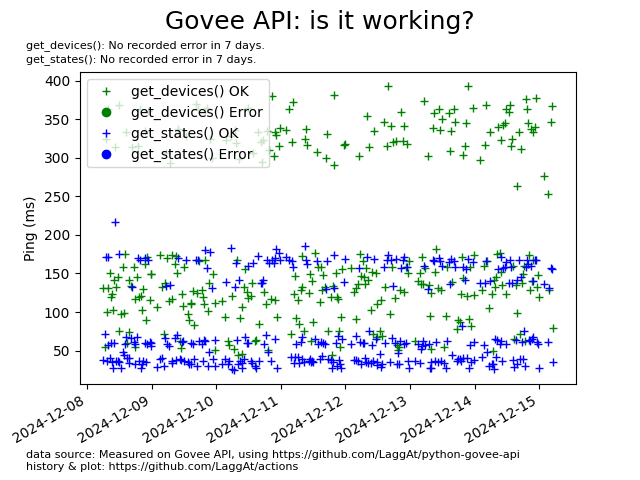 Govee API: is it working?
get_devices(): No recorded error in 7 days.
get_states(): No recorded error in 7 days.
get_devices() OK
get_devices() Error
get_states() OK
get_states() Error
Ping (ms)
400
350
300
250
200
150
100
50
2024-12-08
2024-12-09
2024-12-10
2024-12-11
2024-12-12
2024-12-13
2024-12-14
2024-12-15
data source: Measured on Govee API, using https://github.com/LaggAt/python-govee-api
history & plot: https://github.com/LaggAt/actions